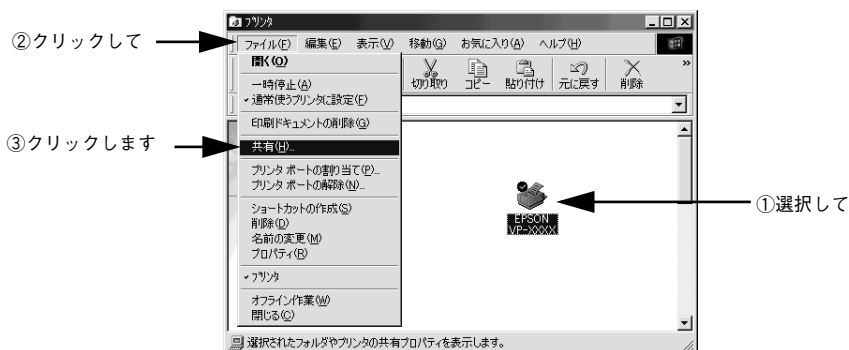 プリンタ
②クリックして
ファイル(F) 編集(E) 表示(V) 移動(G) お気に入り(A) ヘルプ(H)
開く(O)
切り取り コピー 貼り付け 元に戻す 削除 »
一時停止(A)
通常使うプリンタに設定(F)
印刷ドキュメントの削除(G)
③クリックします
共有(H)...
プリンタ ポートの割り当て(P)...
プリンタ ポートの解除(N)...
EPSON
VP-XXXX
①選択して
ショートカットの作成(S)
削除(D)
名前の変更(M)
プロパティ(R)
プリンタ
オフライン作業(W)
閉じる(C)
選択されたフォルダやプリンタの共有プロパティを表示します。